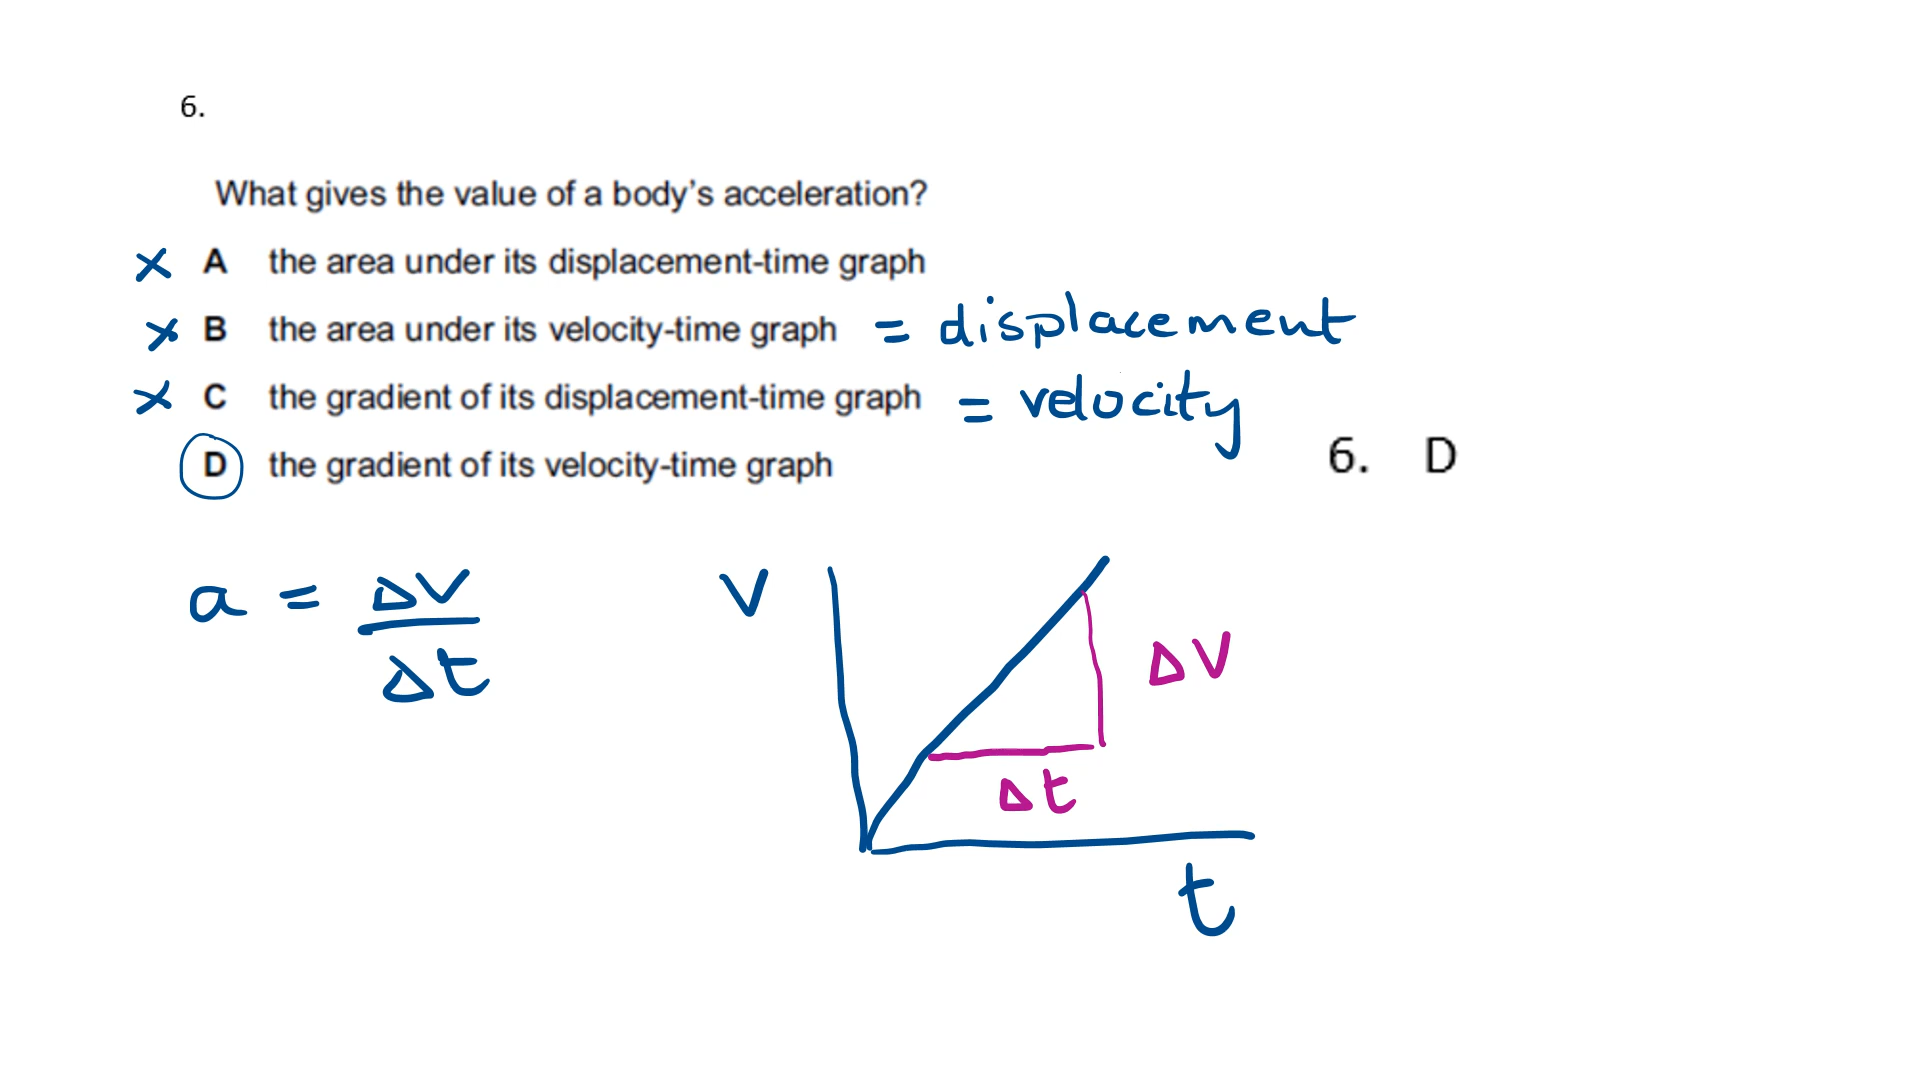 6.
What gives the value of a body's acceleration?
x A the area under its displacement-time graph
x B the area under its velocity-time graph = displacement
x C the gradient of its displacement-time graph = velocity
D the gradient of its velocity-time graph
6. D
a = ΔV
Δt
V
ΔV
Δt
t